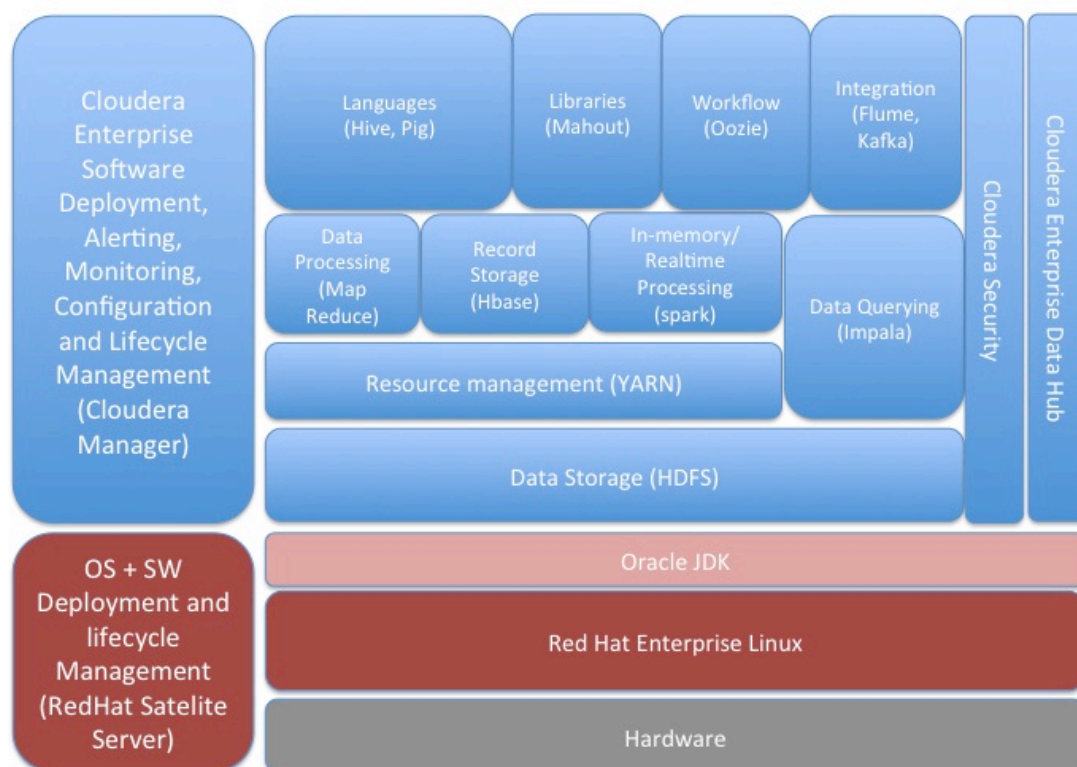 Cloudera
Enterprise
Software
Deployment,
Alerting,
Monitoring,
Configuration
and Lifecycle
Management
(Cloudera
Manager)
Languages
(Hive, Pig)
Libraries
(Mahout)
Workflow
(Oozie)
Integration
(Flume,
Kafka)
Data
Processing
(Map
Reduce)
Record
Storage
(Hbase)
In-memory/
Realtime
Processing
(spark)
Data Querying
(Impala)
Resource management (YARN)
Data Storage (HDFS)
Cloudera Security
Cloudera Enterprise Data Hub
OS + SW
Deployment and
lifecycle
Management
(RedHat Satelite
Server)
Oracle JDK
Red Hat Enterprise Linux
Hardware